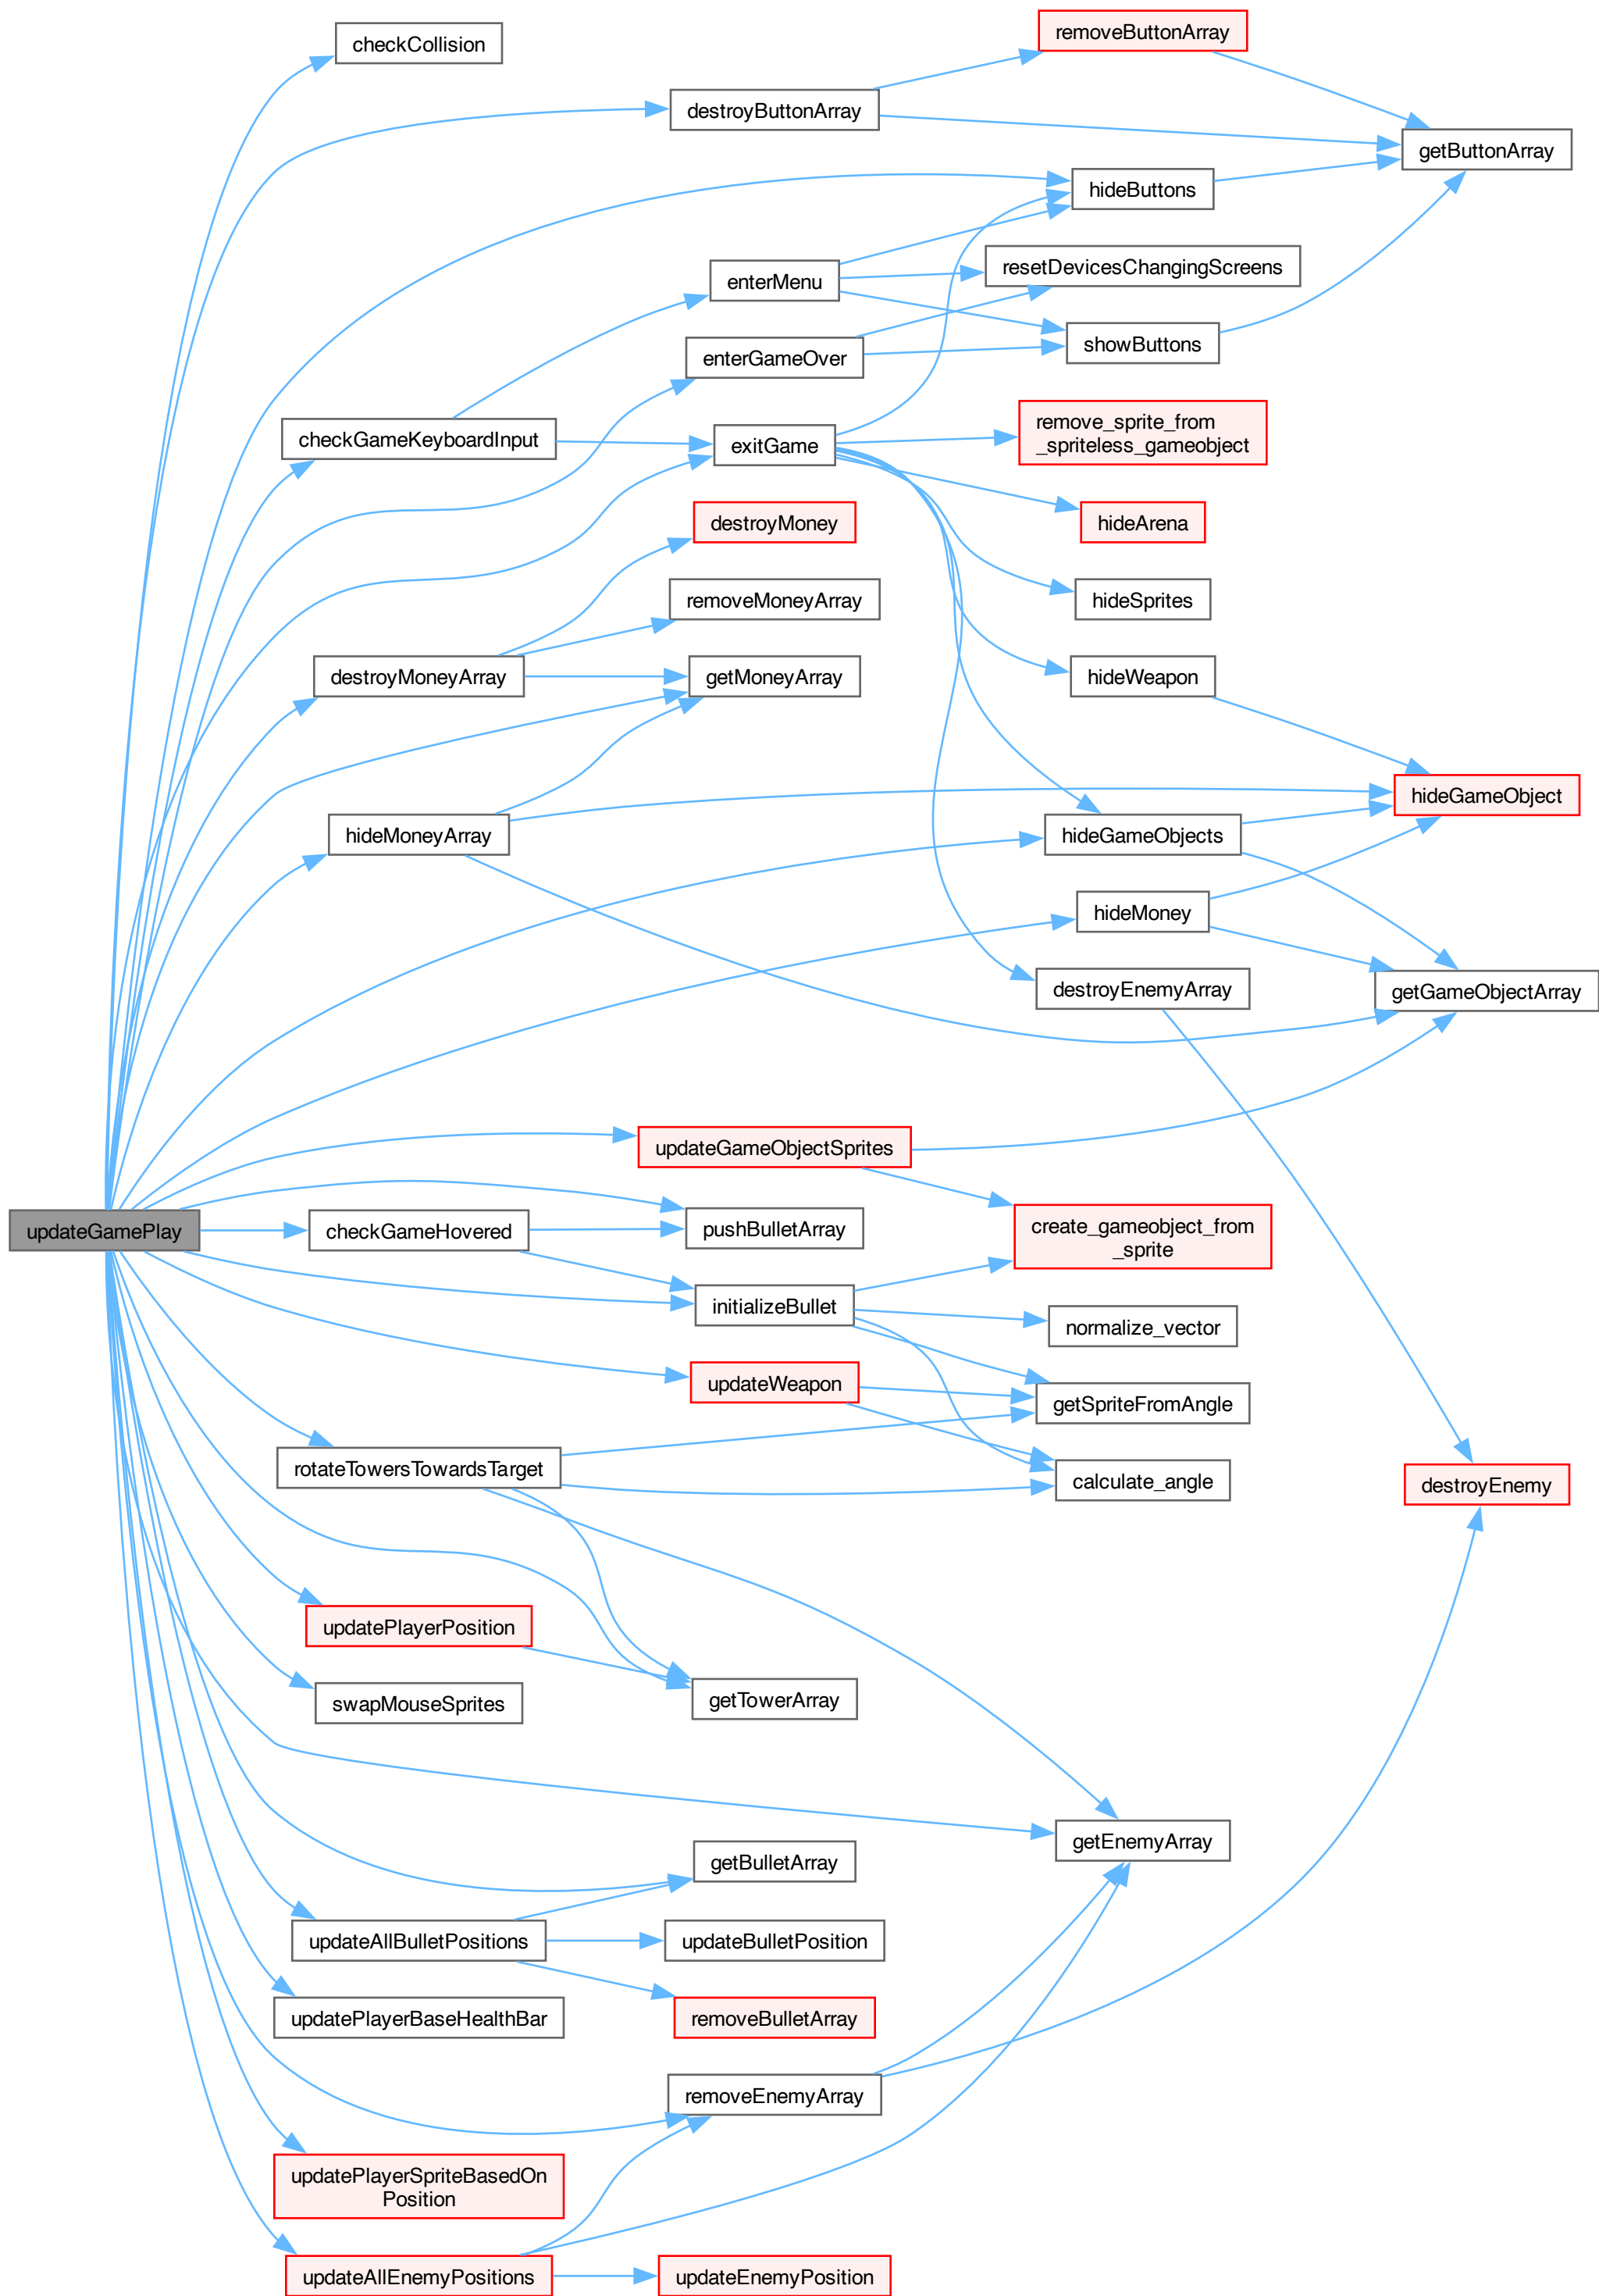 checkCollision
removeButtonArray
destroyButtonArray
getButtonArray
hideButtons
resetDevicesChangingScreens
enterMenu
showButtons
enterGameOver
remove_sprite_from
_spriteless_gameobject
checkGameKeyboardInput
exitGame
destroyMoney
hideArena
removeMoneyArray
hideSprites
destroyMoneyArray
getMoneyArray
hideWeapon
hideGameObject
hideMoneyArray
hideGameObjects
hideMoney
destroyEnemyArray
getGameObjectArray
updateGameObjectSprites
updateGamePlay
checkGameHovered
pushBulletArray
create_gameobject_from
_sprite
initializeBullet
normalize_vector
updateWeapon
getSpriteFromAngle
rotateTowersTowardsTarget
calculate_angle
destroyEnemy
updatePlayerPosition
swapMouseSprites
getTowerArray
getEnemyArray
getBulletArray
updateAllBulletPositions
updateBulletPosition
updatePlayerBaseHealthBar
removeBulletArray
removeEnemyArray
updatePlayerSpriteBasedOn
Position
updateAllEnemyPositions
updateEnemyPosition